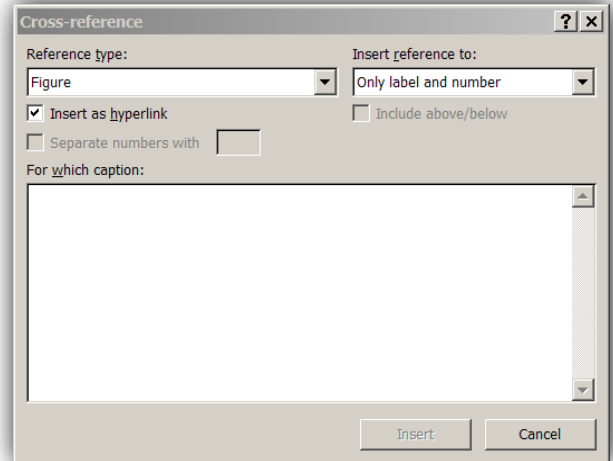 Cross-reference
Reference type: Insert reference to:
Figure Only label and number
Insert as hyperlink Include above/below
Separate numbers with
For which caption:
Insert Cancel